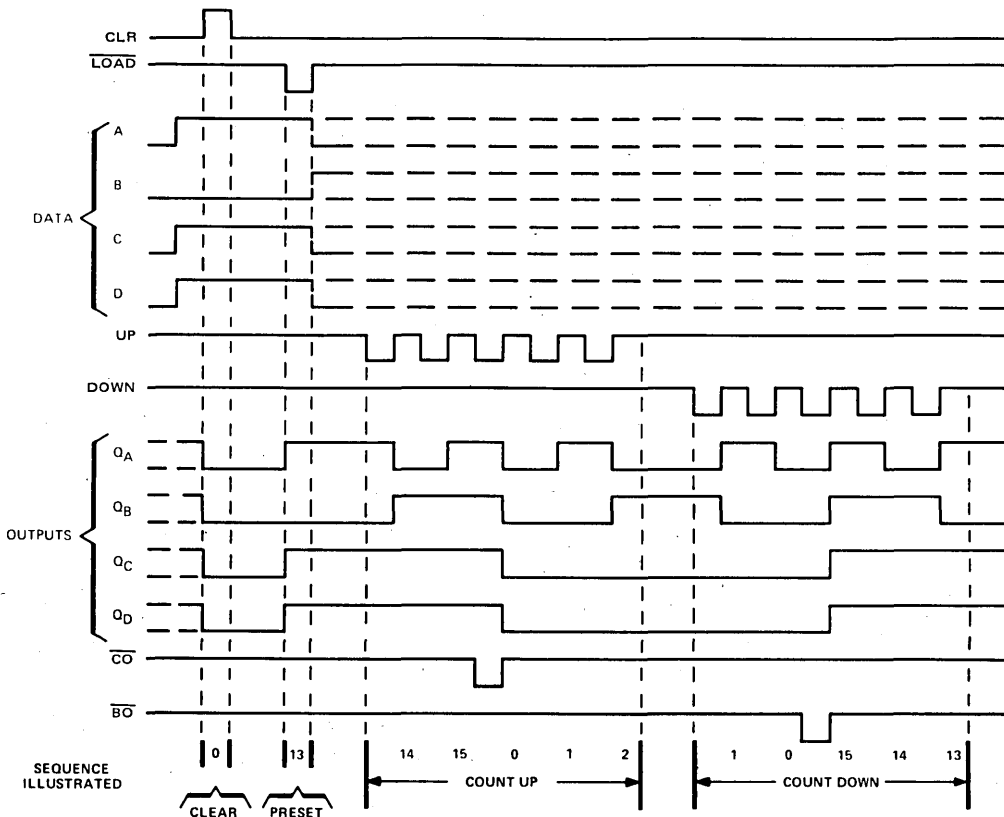 CLR
LOAD
A
B
DATA
C
D
UP
DOWN
QA
QB
OUTPUTS
QC
QD
CO
BO
SEQUENCE
ILLUSTRATED
0 13 14 15 0 1 2 1 0 15 14 13
COUNT UP COUNT DOWN
CLEAR PRESET